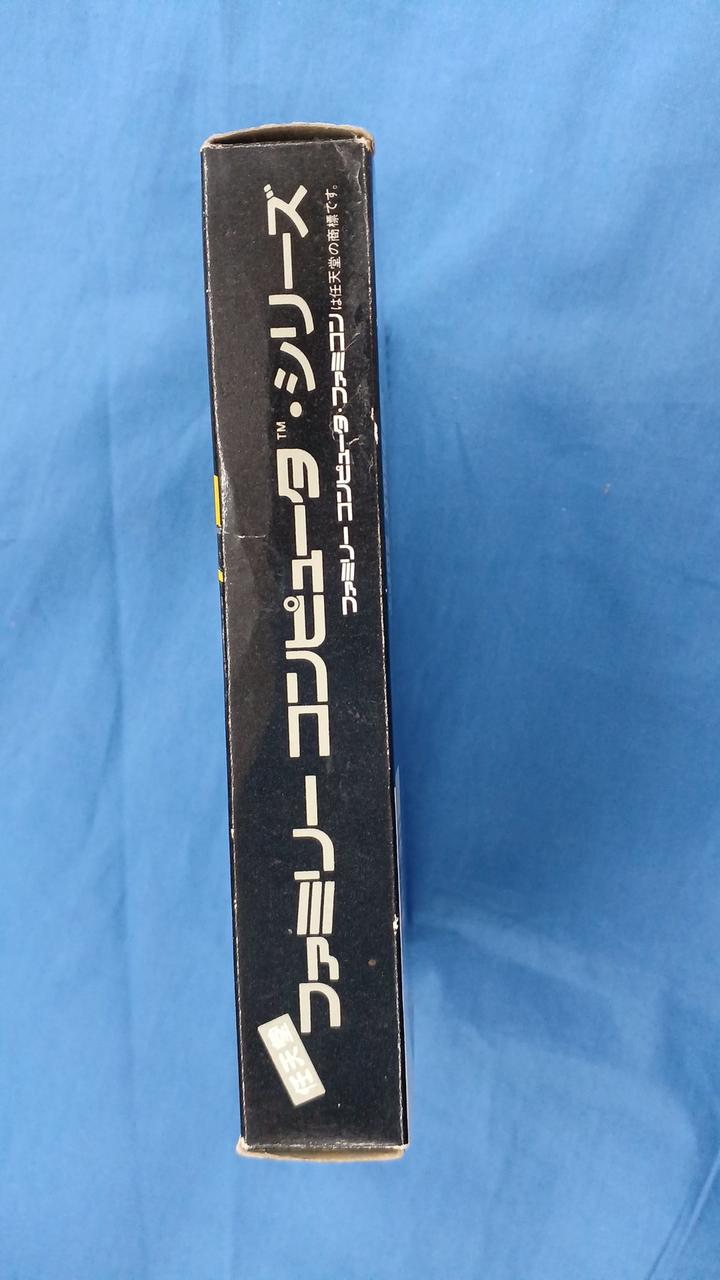 任天堂
ファミリー コンピュータ™・シリーズ
ファミリー コンピュータ・ファミコンは任天堂の商標です。